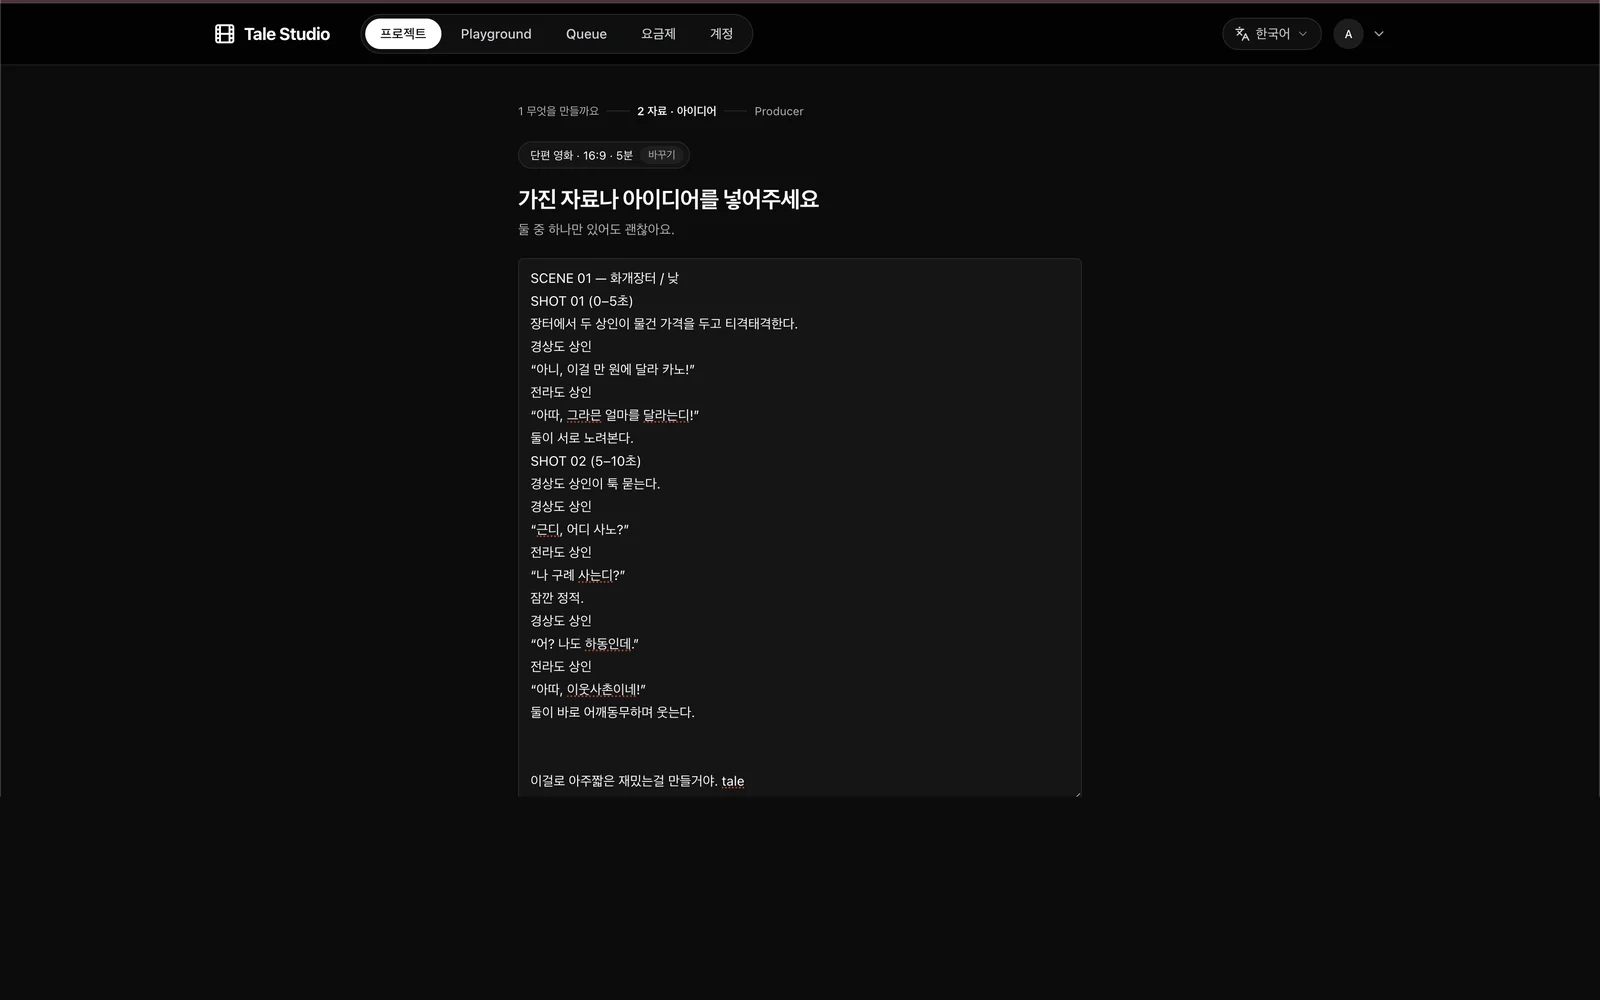 Tale Studio 프로젝트 Playground Queue 요금제 계정 한국어 A
1 무엇을 만들까요 2 자료 · 아이디어 Producer
단편 영화 · 16:9 · 5분 바꾸기
가진 자료나 아이디어를 넣어주세요
둘 중 하나만 있어도 괜찮아요.
SCENE 01 — 화개장터 / 낮
SHOT 01 (0–5초)
장터에서 두 상인이 물건 가격을 두고 티격태격한다.
경상도 상인
“아니, 이걸 만 원에 달라 카노!”
전라도 상인
“아따, 그라믄 얼마를 달라는디!”
둘이 서로 노려본다.
SHOT 02 (5–10초)
경상도 상인이 툭 묻는다.
경상도 상인
“근디, 어디 사노?”
전라도 상인
“나 구례 사는디?”
잠깐 정적.
경상도 상인
“어? 나도 하동인데.”
전라도 상인
“아따, 이웃사촌이네!”
둘이 바로 어깨동무하며 웃는다.
이걸로 아주짧은 재밌는걸 만들거야. tale